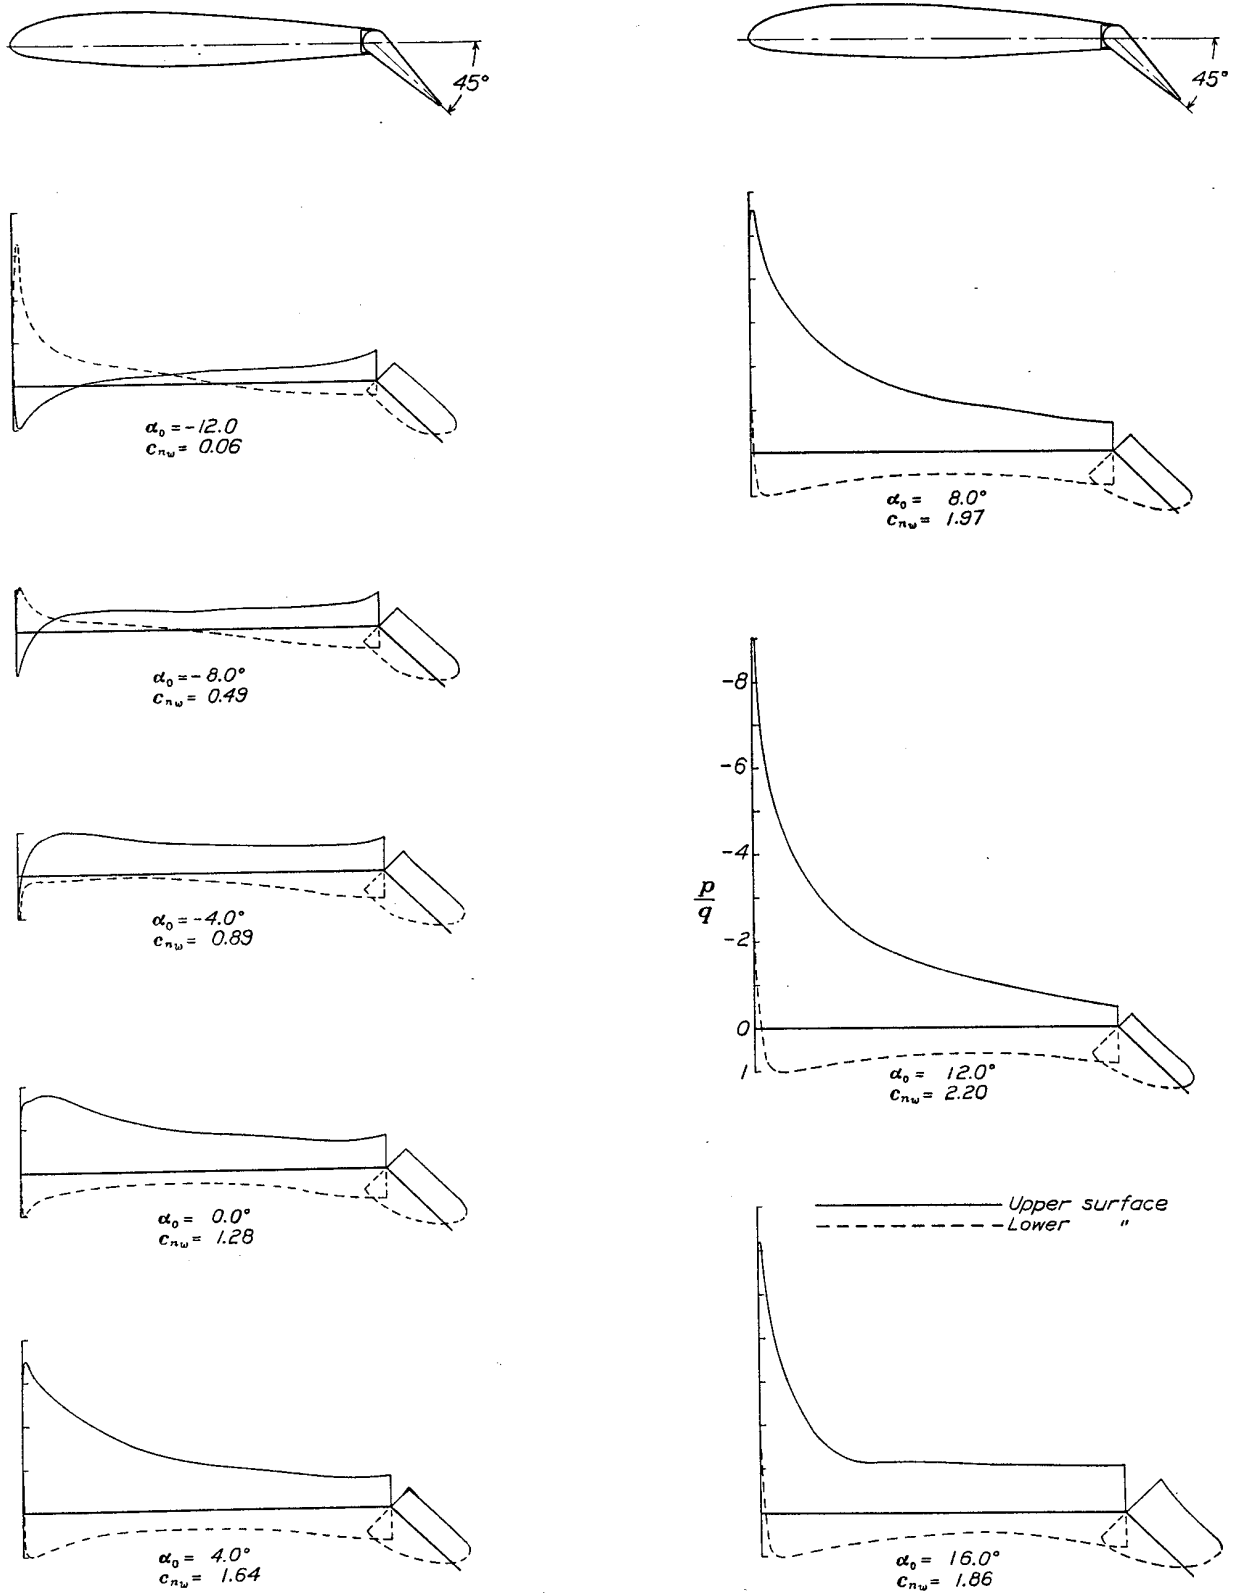 45°
45°
α₀ = -12.0
cₙw = 0.06
α₀ = -8.0°
cₙw = 0.49
α₀ = -4.0°
cₙw = 0.89
α₀ = 0.0°
cₙw = 1.28
α₀ = 4.0°
cₙw = 1.64
α₀ = 8.0°
cₙw = 1.97
-8
-6
-4
p
q
-2
0
1
α₀ = 12.0°
cₙw = 2.20
Upper surface
Lower "
α₀ = 16.0°
cₙw = 1.86